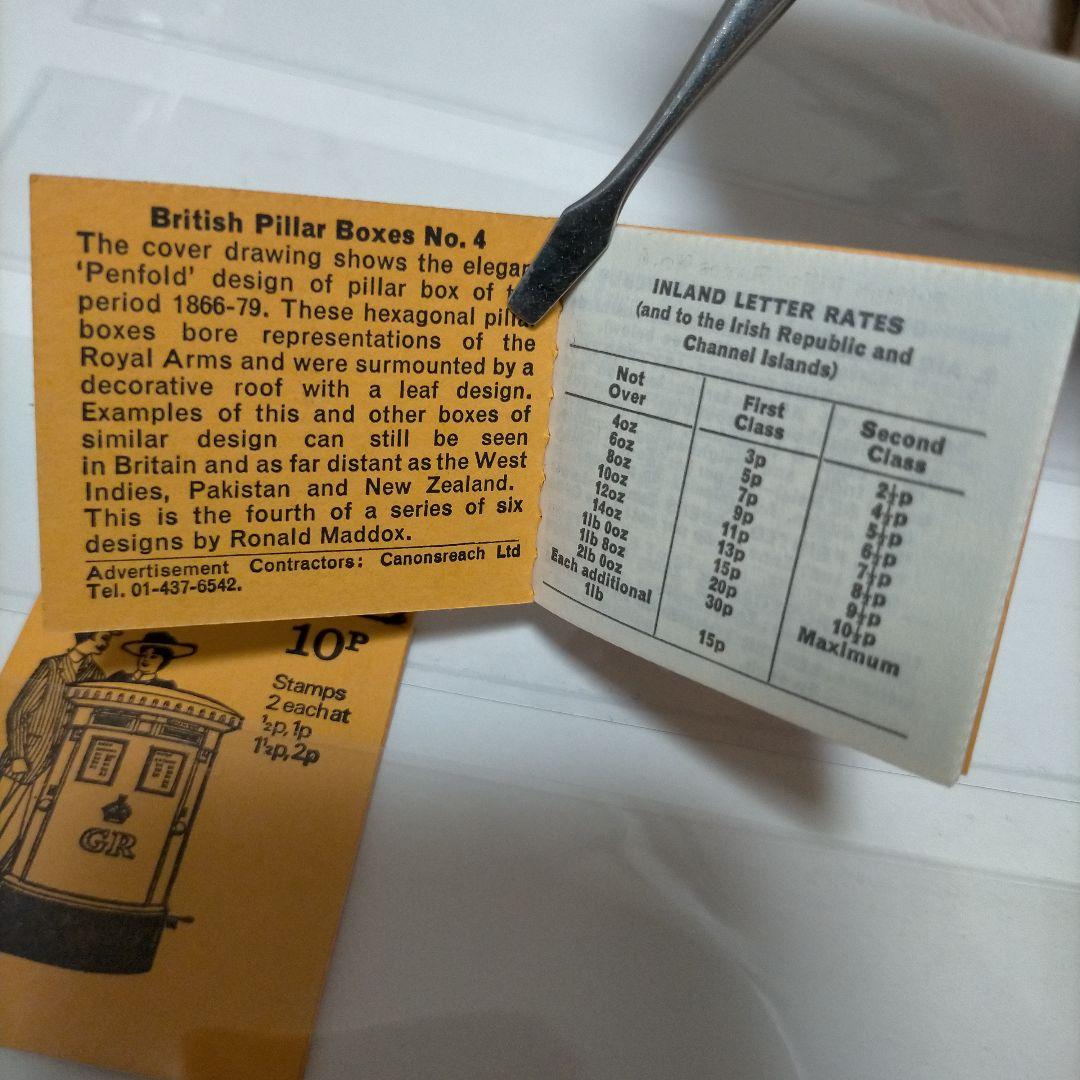 British Pillar Boxes No. 4
The cover drawing shows the elegan
'Penfold' design of pillar box of
period 1866-79. These hexagonal pilla
boxes bore representations of the
Royal Arms and were surmounted by a
decorative roof with a leaf design.
Examples of this and other boxes of
similar design can still be seen
in Britain and as far distant as the West
Indies, Pakistan and New Zealand.
This is the fourth of a series of six
designs by Ronald Maddox.
Advertisement Contractors: Canonsreach Ltd
Tel. 01-437-6542.
INLAND LETTER RATES
(and to the Irish Republic and
Channel Islands)
Not Over First Class Second Class
4oz 3p 2½p
6oz 5p 4½p
8oz 7p 5½p
10oz 9p 6½p
12oz 11p 7½p
14oz 13p 8½p
1lb 0oz 15p 9½p
1lb 8oz 20p 10½p
2lb 0oz 30p Maximum
Each additional
1lb 15p
10P
Stamps
2 each at
½p, 1p
1½p, 2p
GR